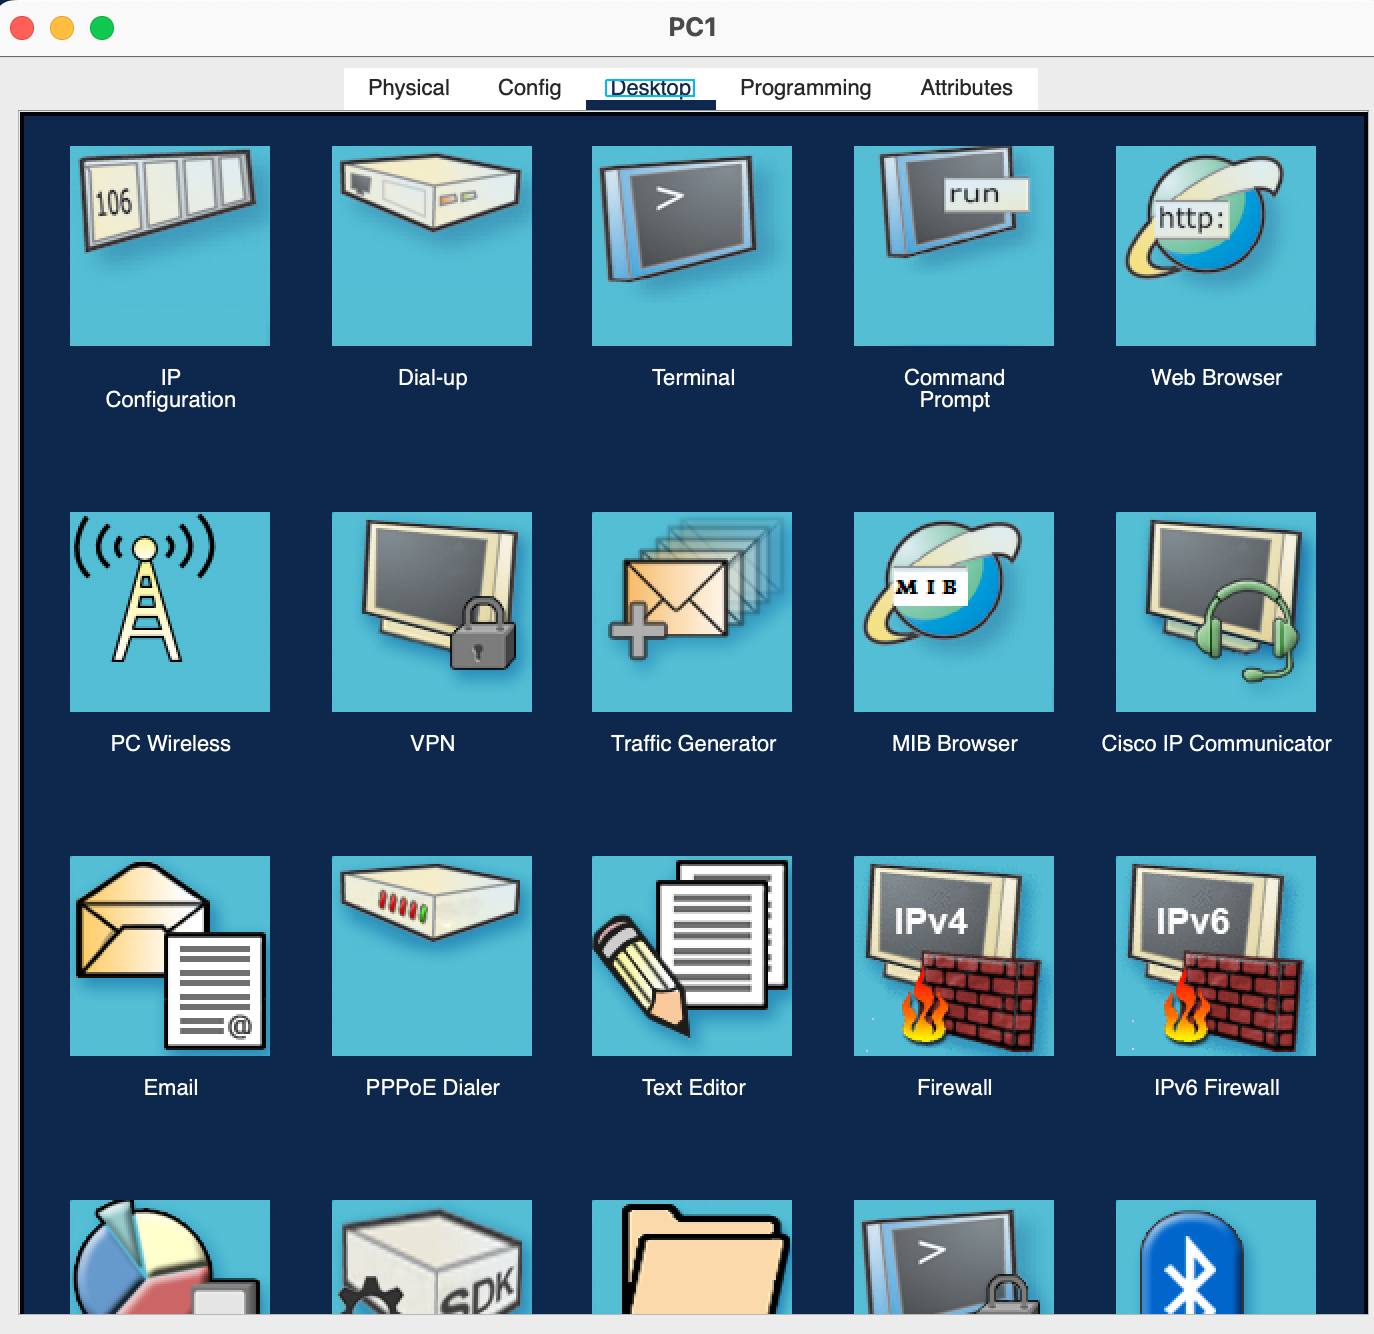 PC1
Physical Config Desktop Programming Attributes
106
>
run
http:
IP
Configuration
Dial-up
Terminal
Command
Prompt
Web Browser
MIB
PC Wireless
VPN
Traffic Generator
MIB Browser
Cisco IP Communicator
@
IPv4
IPv6
Email
PPPoE Dialer
Text Editor
Firewall
IPv6 Firewall
SDK
>